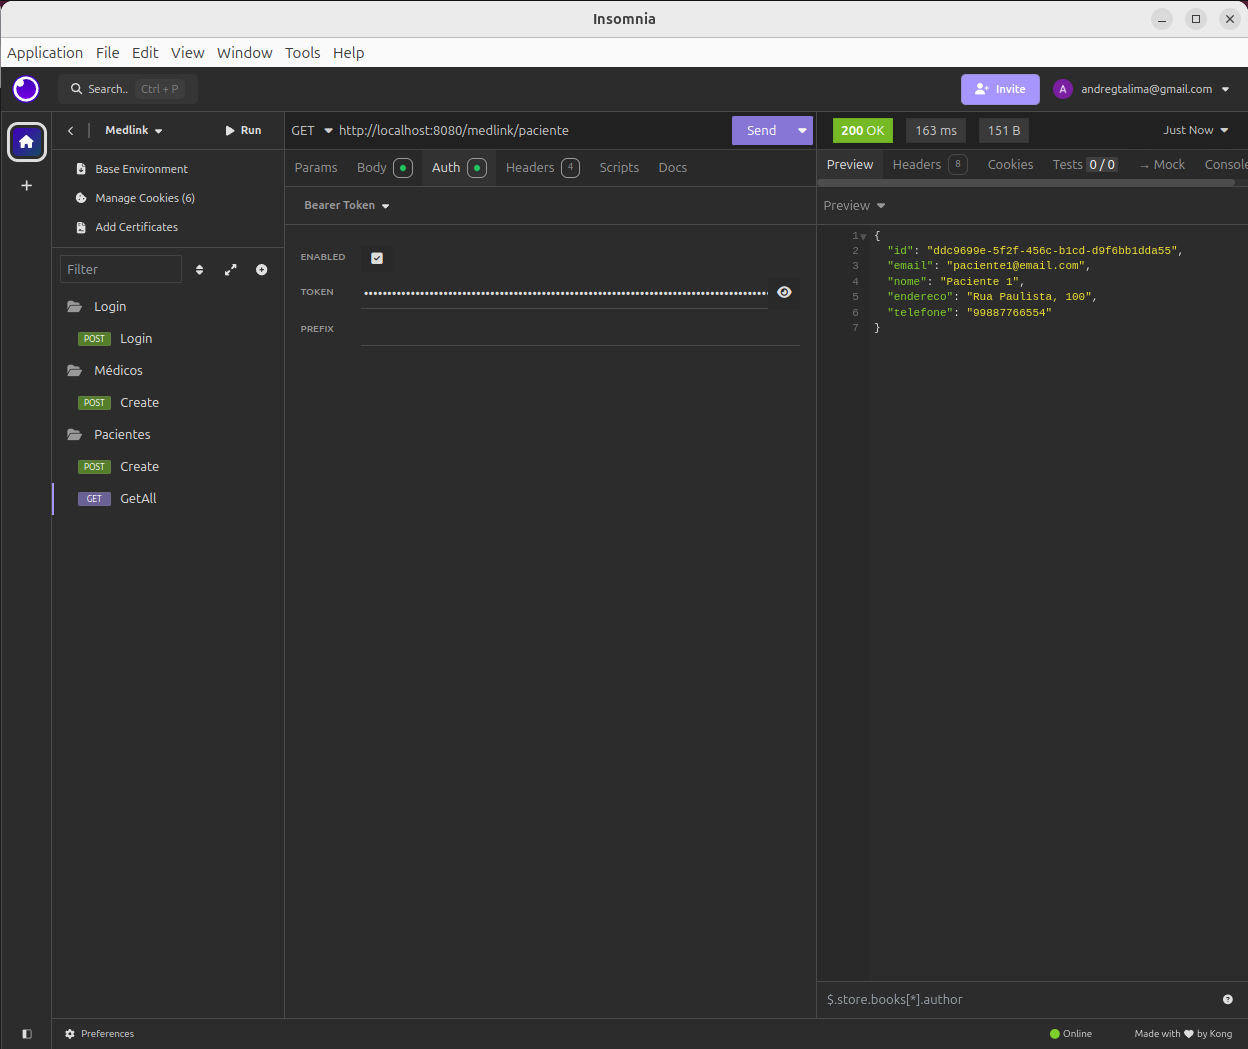 Insomnia
Application File Edit View Window Tools Help
Search.. Ctrl + P
Invite
A andregtalima@gmail.com
Medlink
Run
Base Environment
Manage Cookies (6)
Add Certificates
Filter
Login
POST Login
Médicos
POST Create
Pacientes
POST Create
GET GetAll
GET http://localhost:8080/medlink/paciente
Send
Params Body Auth Headers 4 Scripts Docs
Bearer Token
ENABLED
TOKEN ••••••••••••••••••••••••••••••••••••••••••••••••••••••••••••••••••••••
PREFIX
200 OK 163 ms 151 B Just Now
Preview Headers 8 Cookies Tests 0 / 0 → Mock Console
Preview
1 {
2 "id": "ddc9699e-5f2f-456c-b1cd-d9f6bb1dda55",
3 "email": "paciente1@email.com",
4 "nome": "Paciente 1",
5 "endereco": "Rua Paulista, 100",
6 "telefone": "99887766554"
7 }
$.store.books[*].author
Preferences
Online
Made with ♥ by Kong